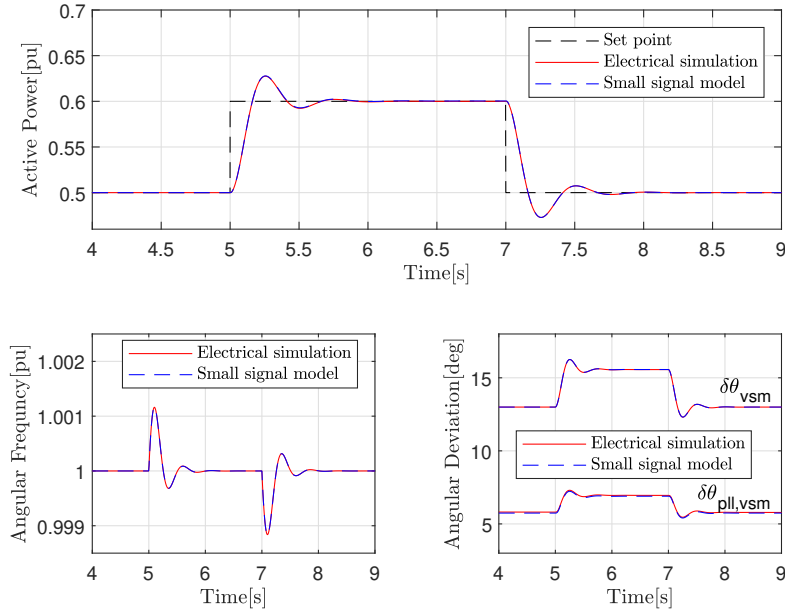 Active Power[pu]
0.7
0.6
0.55
0.5
Set point
Electrical simulation
Small signal model
4 4.5 5 5.5 6 6.5 7 7.5 8 8.5 9
Time[s]
Angular Frequncy[pu]
1.002
1.001
1
0.999
Electrical simulation
Small signal model
4 5 6 7 8 9
Time[s]
Angular Deviation[deg]
15
10
5
δθvsm
Electrical simulation
Small signal model
δθpll,vsm
4 5 6 7 8 9
Time[s]